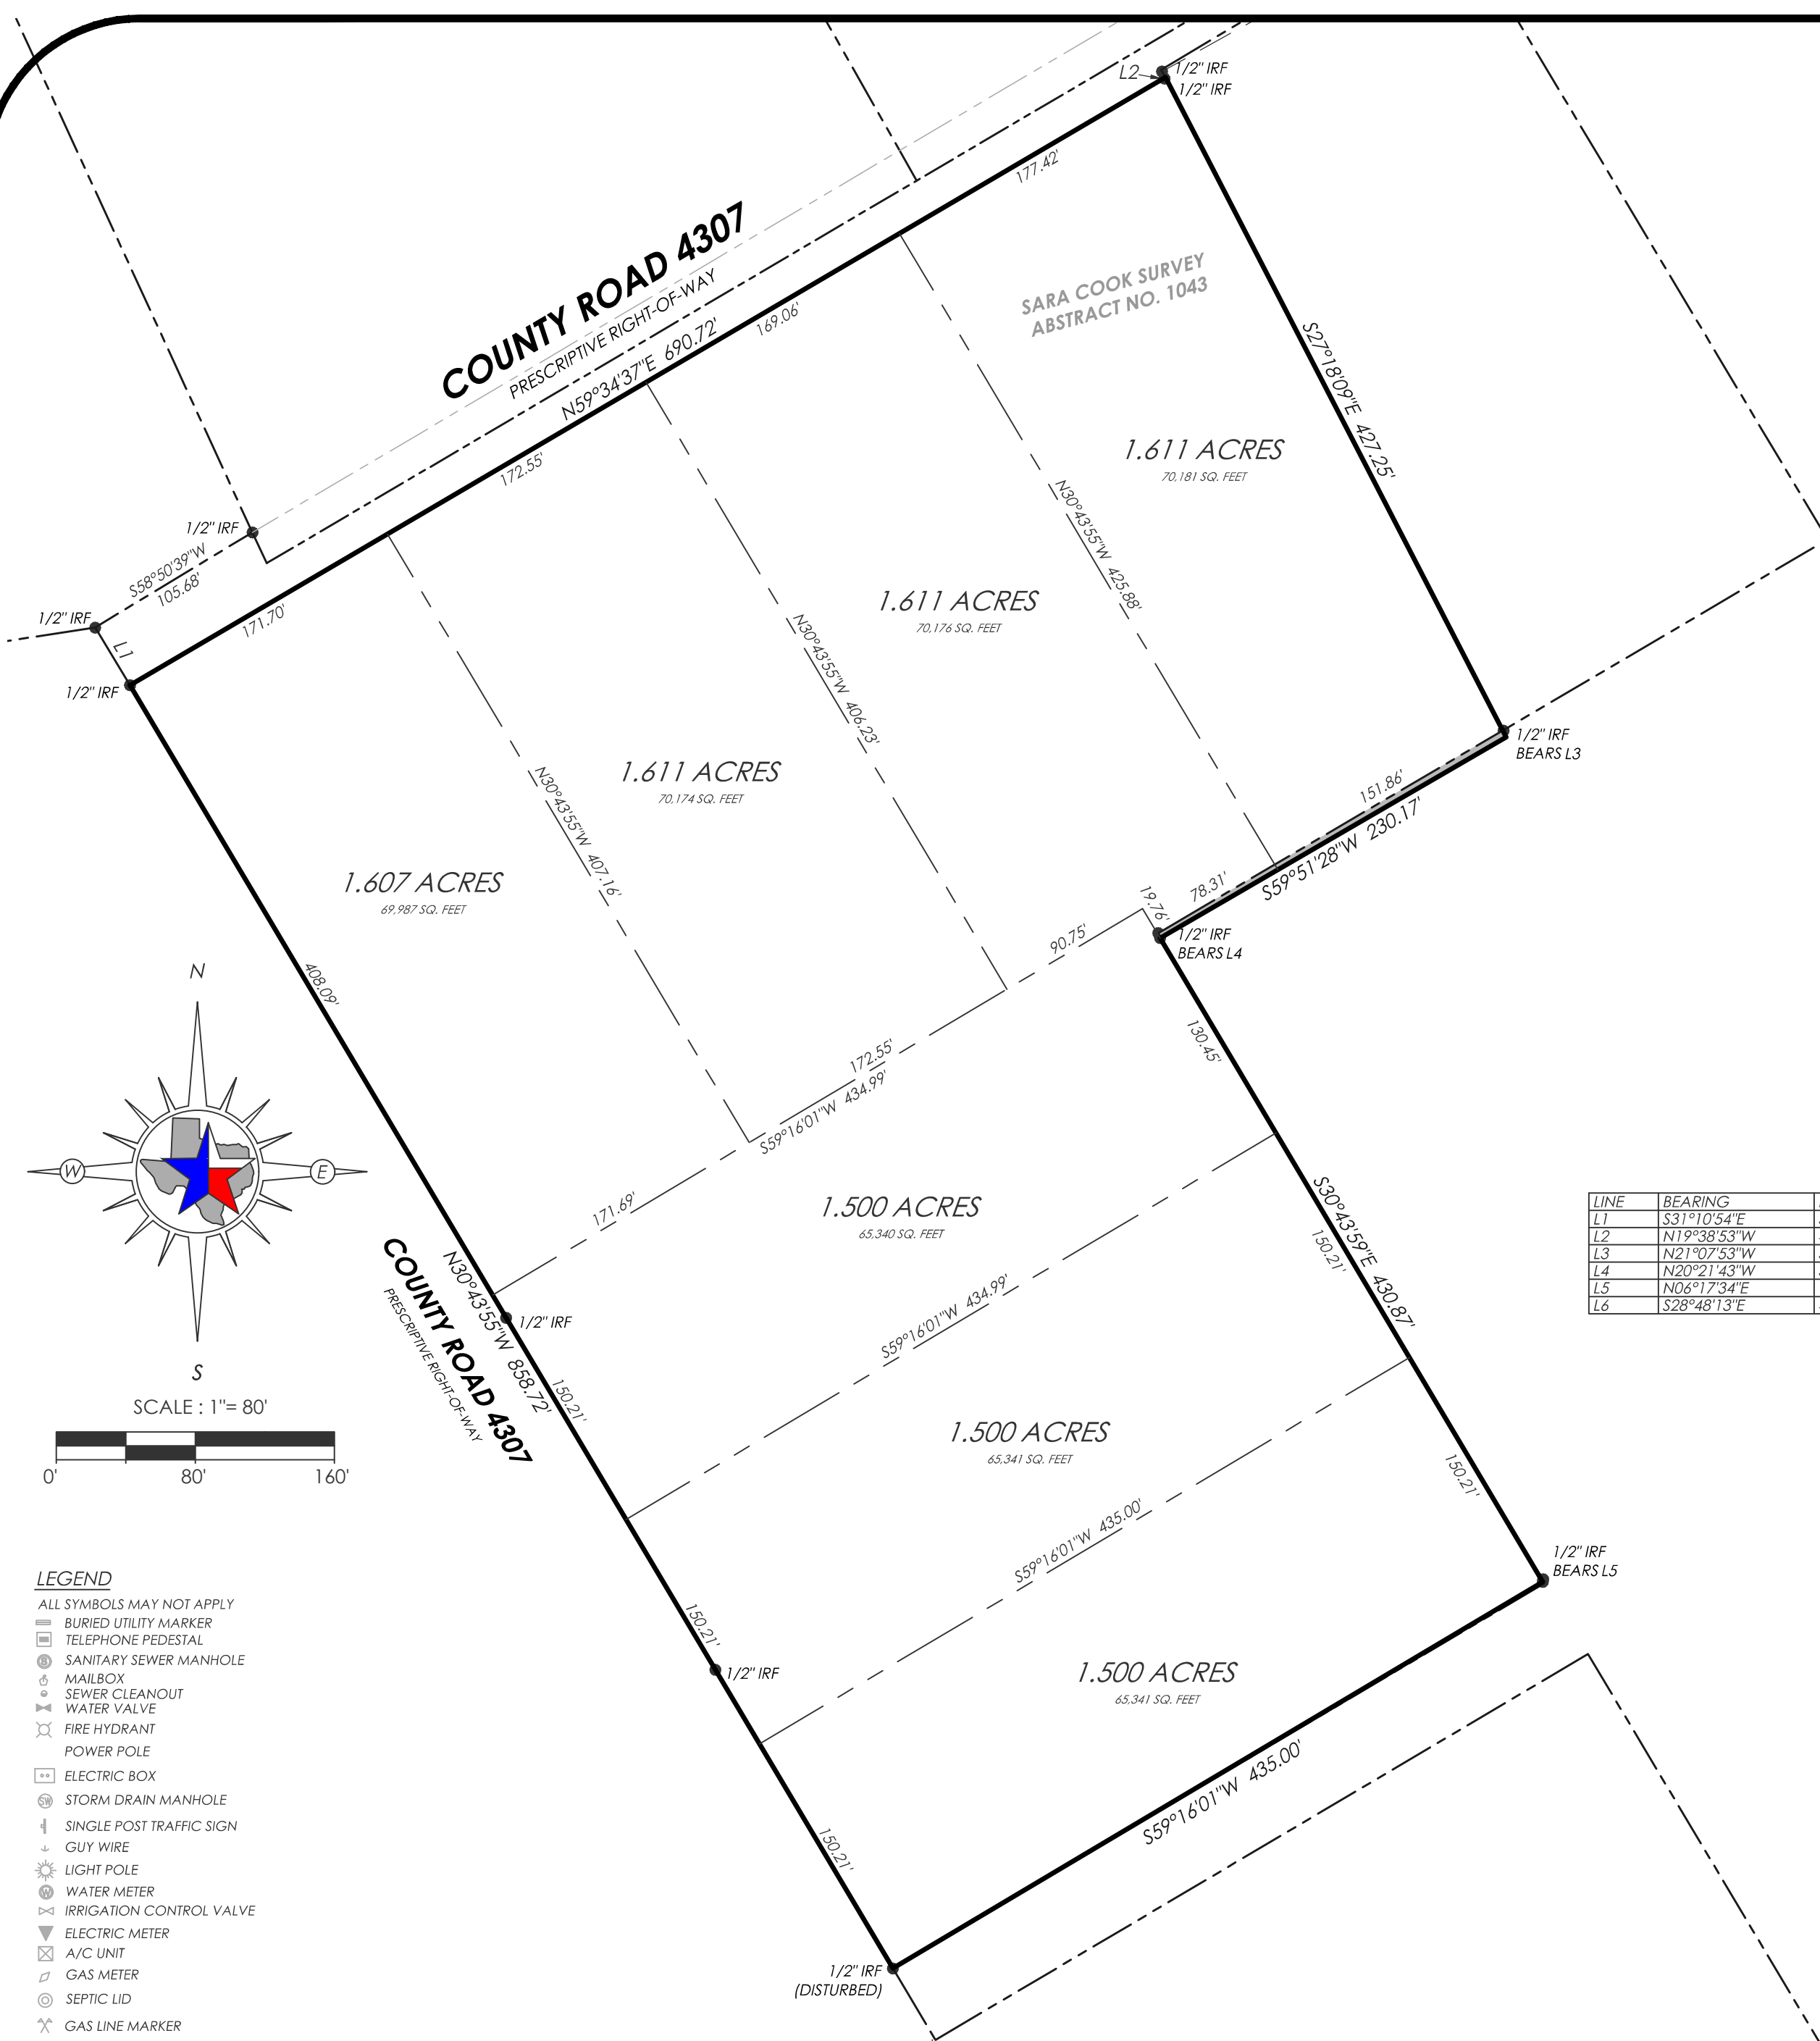 L2
1/2" IRF
1/2" IRF
177.42'
COUNTY ROAD 4307
PRESCRIPTIVE RIGHT-OF-WAY
N59°34'37"E 690.72'
169.06'
SARA COOK SURVEY
ABSTRACT NO. 1043
S27°18'09"E 427.25'
172.55'
1.611 ACRES
70,181 SQ. FEET
N30°43'55"W 425.88'
1/2" IRF
S58°50'39"W
105.68'
1/2" IRF
L1
171.70'
1/2" IRF
1.611 ACRES
70,176 SQ. FEET
N30°43'55"W 406.23'
1/2" IRF
BEARS L3
1.611 ACRES
70,174 SQ. FEET
N30°43'55"W 407.16'
151.86'
S59°51'28"W 230.17'
78.31'
19.76'
1.607 ACRES
69,987 SQ. FEET
90.75'
1/2" IRF
BEARS L4
408.09'
130.45'
172.55'
S59°16'01"W 434.99'
N
W
E
S
171.69'
1.500 ACRES
65,340 SQ. FEET
S30°43'59"E 430.87'
150.21'
LINE BEARING
L1 S31°10'54"E
L2 N19°38'53"W
L3 N21°07'53"W
L4 N20°21'43"W
L5 N06°17'34"E
L6 S28°48'13"E
COUNTY ROAD 4307
PRESCRIPTIVE RIGHT-OF-WAY
N30°43'55"W 858.72'
1/2" IRF
150.21'
S59°16'01"W 434.99'
SCALE : 1"= 80'
0' 80' 160'
1.500 ACRES
65,341 SQ. FEET
150.21'
S59°16'01"W 435.00'
1/2" IRF
BEARS L5
150.21'
1/2" IRF
1.500 ACRES
65,341 SQ. FEET
S59°16'01"W 435.00'
150.21'
1/2" IRF
(DISTURBED)
LEGEND
ALL SYMBOLS MAY NOT APPLY
BURIED UTILITY MARKER
TELEPHONE PEDESTAL
S SANITARY SEWER MANHOLE
MAILBOX
SEWER CLEANOUT
WATER VALVE
FIRE HYDRANT
POWER POLE
ELECTRIC BOX
SW STORM DRAIN MANHOLE
SINGLE POST TRAFFIC SIGN
GUY WIRE
LIGHT POLE
W WATER METER
IRRIGATION CONTROL VALVE
ELECTRIC METER
A/C UNIT
GAS METER
SEPTIC LID
GAS LINE MARKER